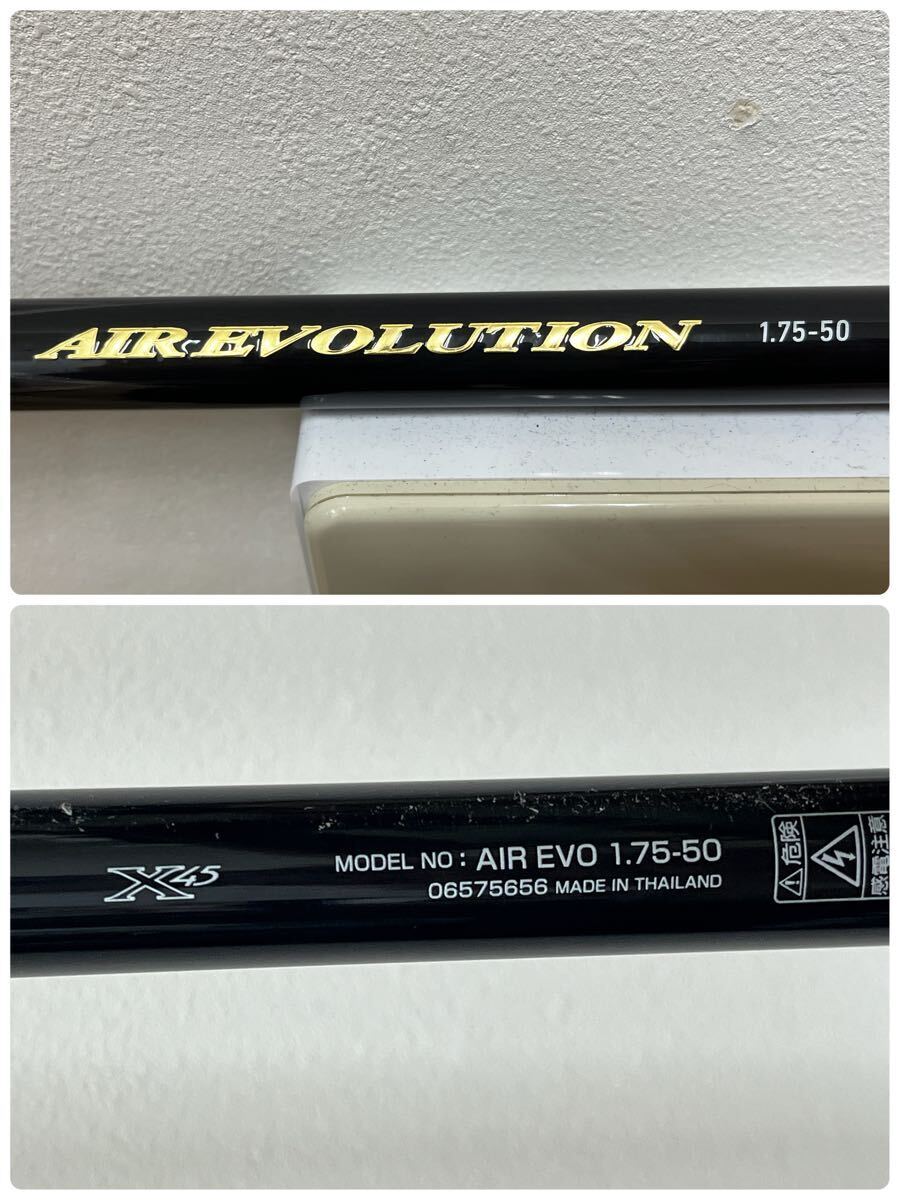 AIR EVOLUTION 1.75-50
X45
MODEL NO : AIR EVO 1.75-50
06575656 MADE IN THAILAND
危険
感電注意